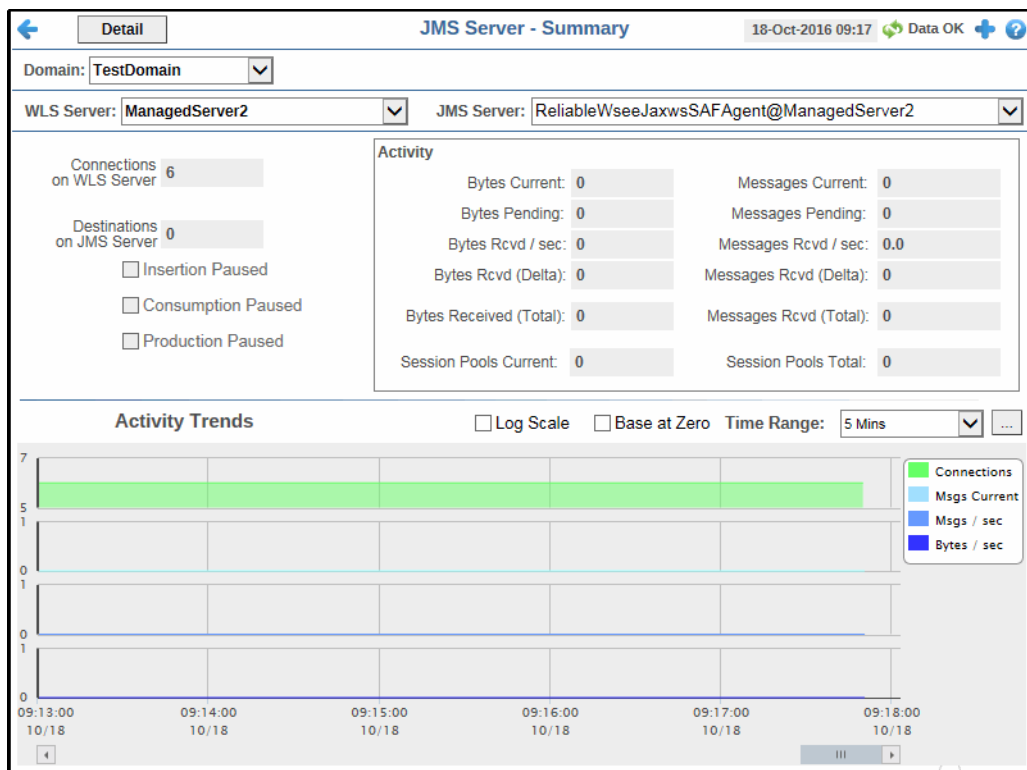 Detail
JMS Server - Summary
18-Oct-2016 09:17
Data OK
?
Domain: TestDomain
WLS Server: ManagedServer2
JMS Server: ReliableWseeJaxwsSAFAgent@ManagedServer2
Connections
on WLS Server 6
Destinations
on JMS Server 0
Insertion Paused
Consumption Paused
Production Paused
Activity
Bytes Current: 0
Messages Current: 0
Bytes Pending: 0
Messages Pending: 0
Bytes Rcvd / sec: 0
Messages Rcvd / sec: 0.0
Bytes Rcvd (Delta): 0
Messages Rcvd (Delta): 0
Bytes Received (Total): 0
Messages Rcvd (Total): 0
Session Pools Current: 0
Session Pools Total: 0
Activity Trends
Log Scale
Base at Zero
Time Range: 5 Mins
...
7
5
1
0
1
0
1
0
Connections
Msgs Current
Msgs / sec
Bytes / sec
09:13:00 09:14:00 09:15:00 09:16:00 09:17:00 09:18:00
10/18 10/18 10/18 10/18 10/18 10/18